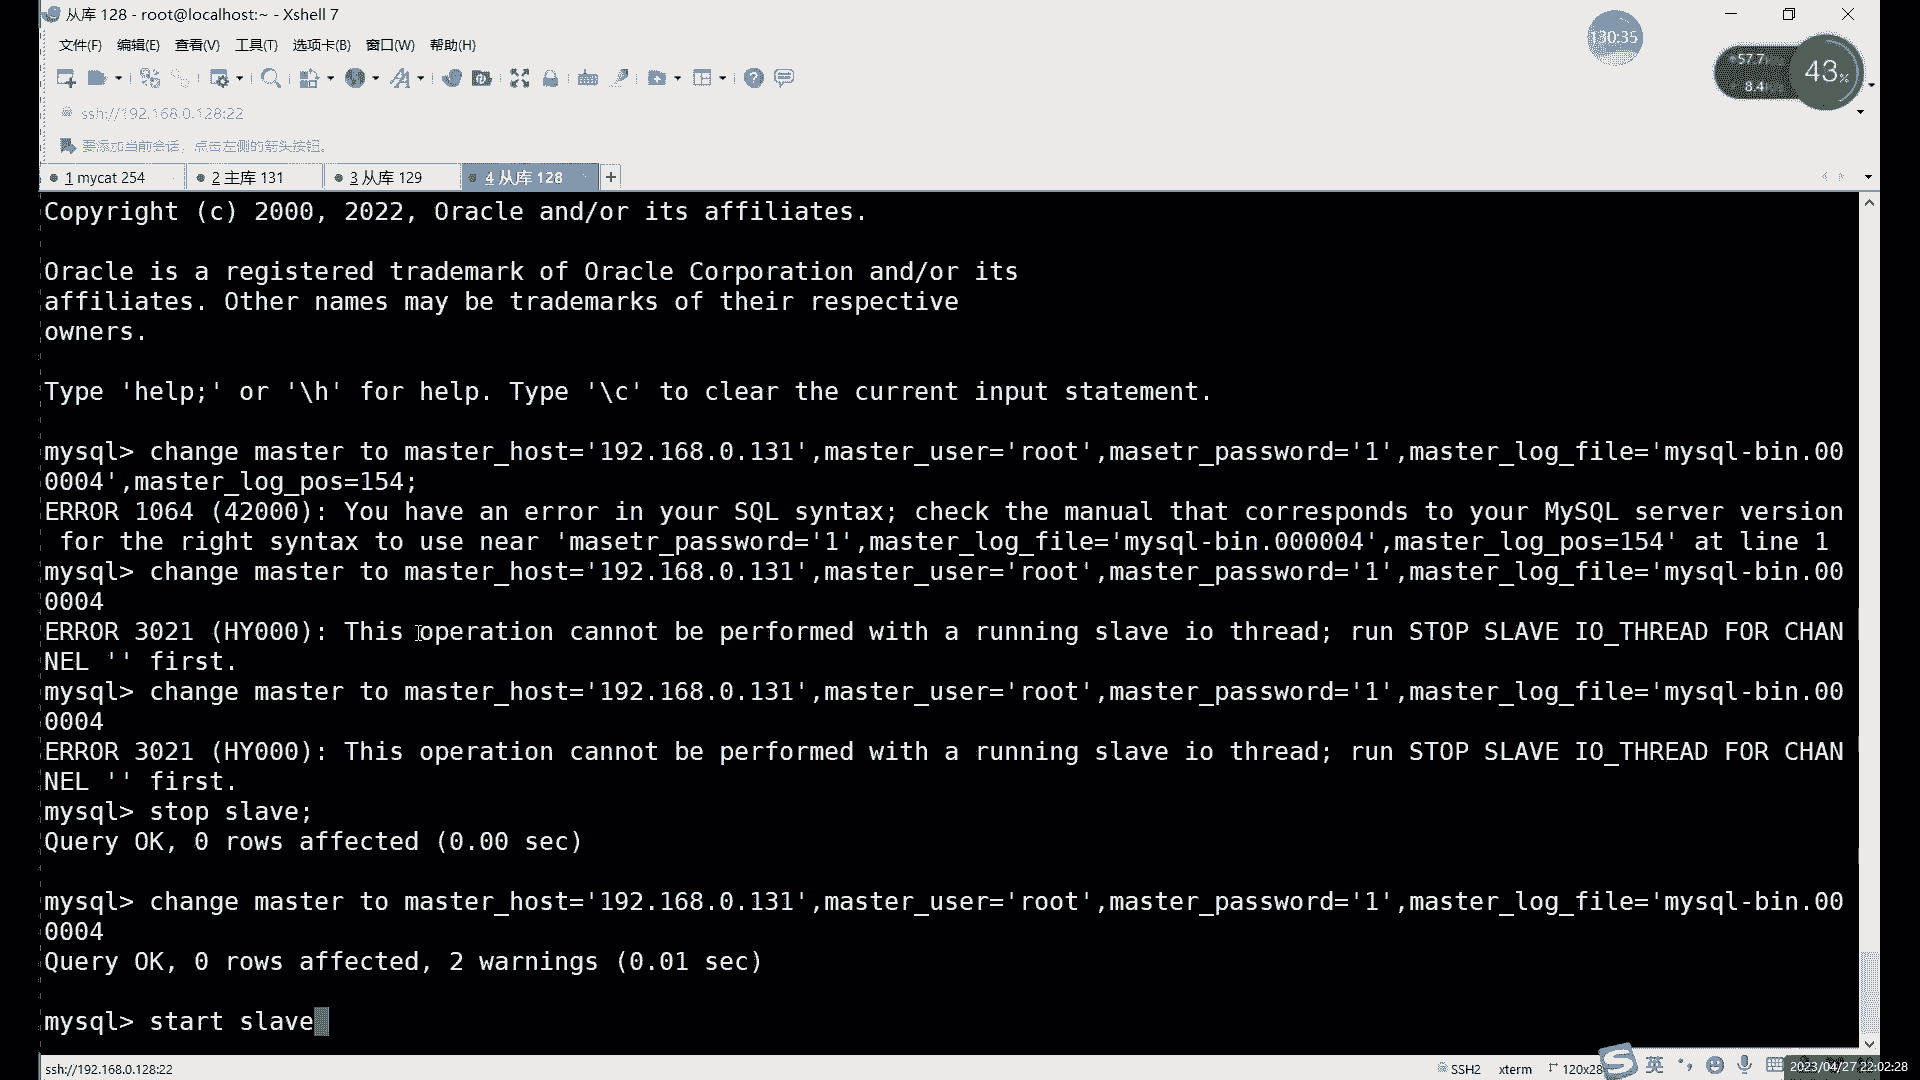 从库 128 - root@localhost:~ - Xshell 7
130:35
文件(F) 编辑(E) 查看(V) 工具(T) 选项卡(B) 窗口(W) 帮助(H)
57.7
43%
8.4
ssh://192.168.0.128:22
要添加当前会话，点击左侧的箭头按钮。
1 mycat 254 2 主库 131 3 从库 129 4 从库 128 +
Copyright (c) 2000, 2022, Oracle and/or its affiliates.
Oracle is a registered trademark of Oracle Corporation and/or its
affiliates. Other names may be trademarks of their respective
owners.
Type 'help;' or '\h' for help. Type '\c' to clear the current input statement.
mysql> change master to master_host='192.168.0.131',master_user='root',masetr_password='1',master_log_file='mysql-bin.00
0004',master_log_pos=154;
ERROR 1064 (42000): You have an error in your SQL syntax; check the manual that corresponds to your MySQL server version
 for the right syntax to use near 'masetr_password='1',master_log_file='mysql-bin.000004',master_log_pos=154' at line 1
mysql> change master to master_host='192.168.0.131',master_user='root',master_password='1',master_log_file='mysql-bin.00
0004
ERROR 3021 (HY000): This operation cannot be performed with a running slave io thread; run STOP SLAVE IO_THREAD FOR CHAN
NEL '' first.
mysql> change master to master_host='192.168.0.131',master_user='root',master_password='1',master_log_file='mysql-bin.00
0004
ERROR 3021 (HY000): This operation cannot be performed with a running slave io thread; run STOP SLAVE IO_THREAD FOR CHAN
NEL '' first.
mysql> stop slave;
Query OK, 0 rows affected (0.00 sec)
mysql> change master to master_host='192.168.0.131',master_user='root',master_password='1',master_log_file='mysql-bin.00
0004
Query OK, 0 rows affected, 2 warnings (0.01 sec)
mysql> start slave
ssh://192.168.0.128:22 SSH2 xterm 120x28 英 2023/04/27 22:02:28